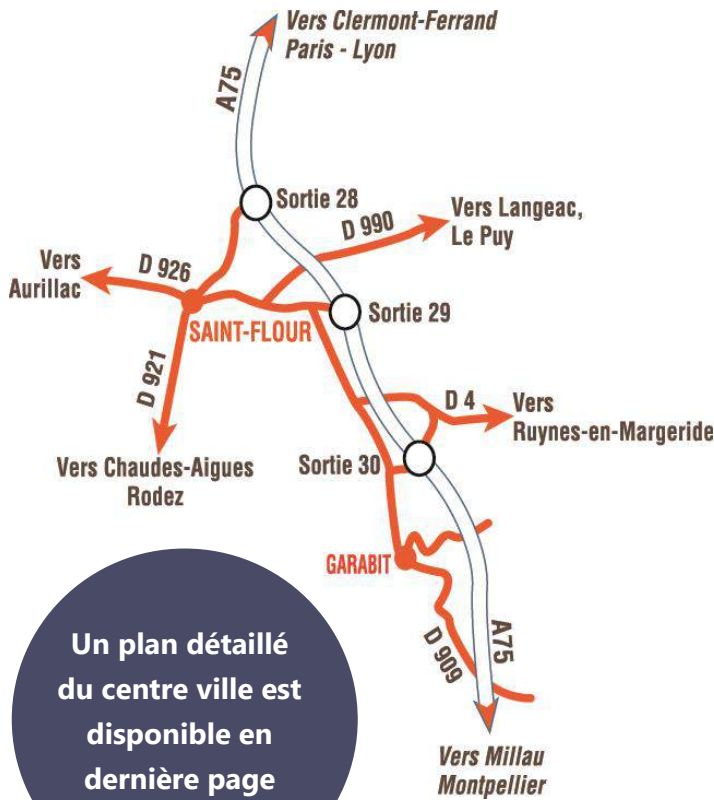 Vers Clermont-Ferrand
Paris - Lyon
A75
Sortie 28
D 990
Vers Langeac,
Le Puy
Vers
Aurillac
D 926
SAINT-FLOUR
Sortie 29
D 921
D 4
Vers
Ruynes-en-Margeride
Vers Chaudes-Aigues
Rodez
Sortie 30
GARABIT
D 909
A75
Un plan détaillé
du centre ville est
disponible en
dernière page
Vers Millau
Montpellier